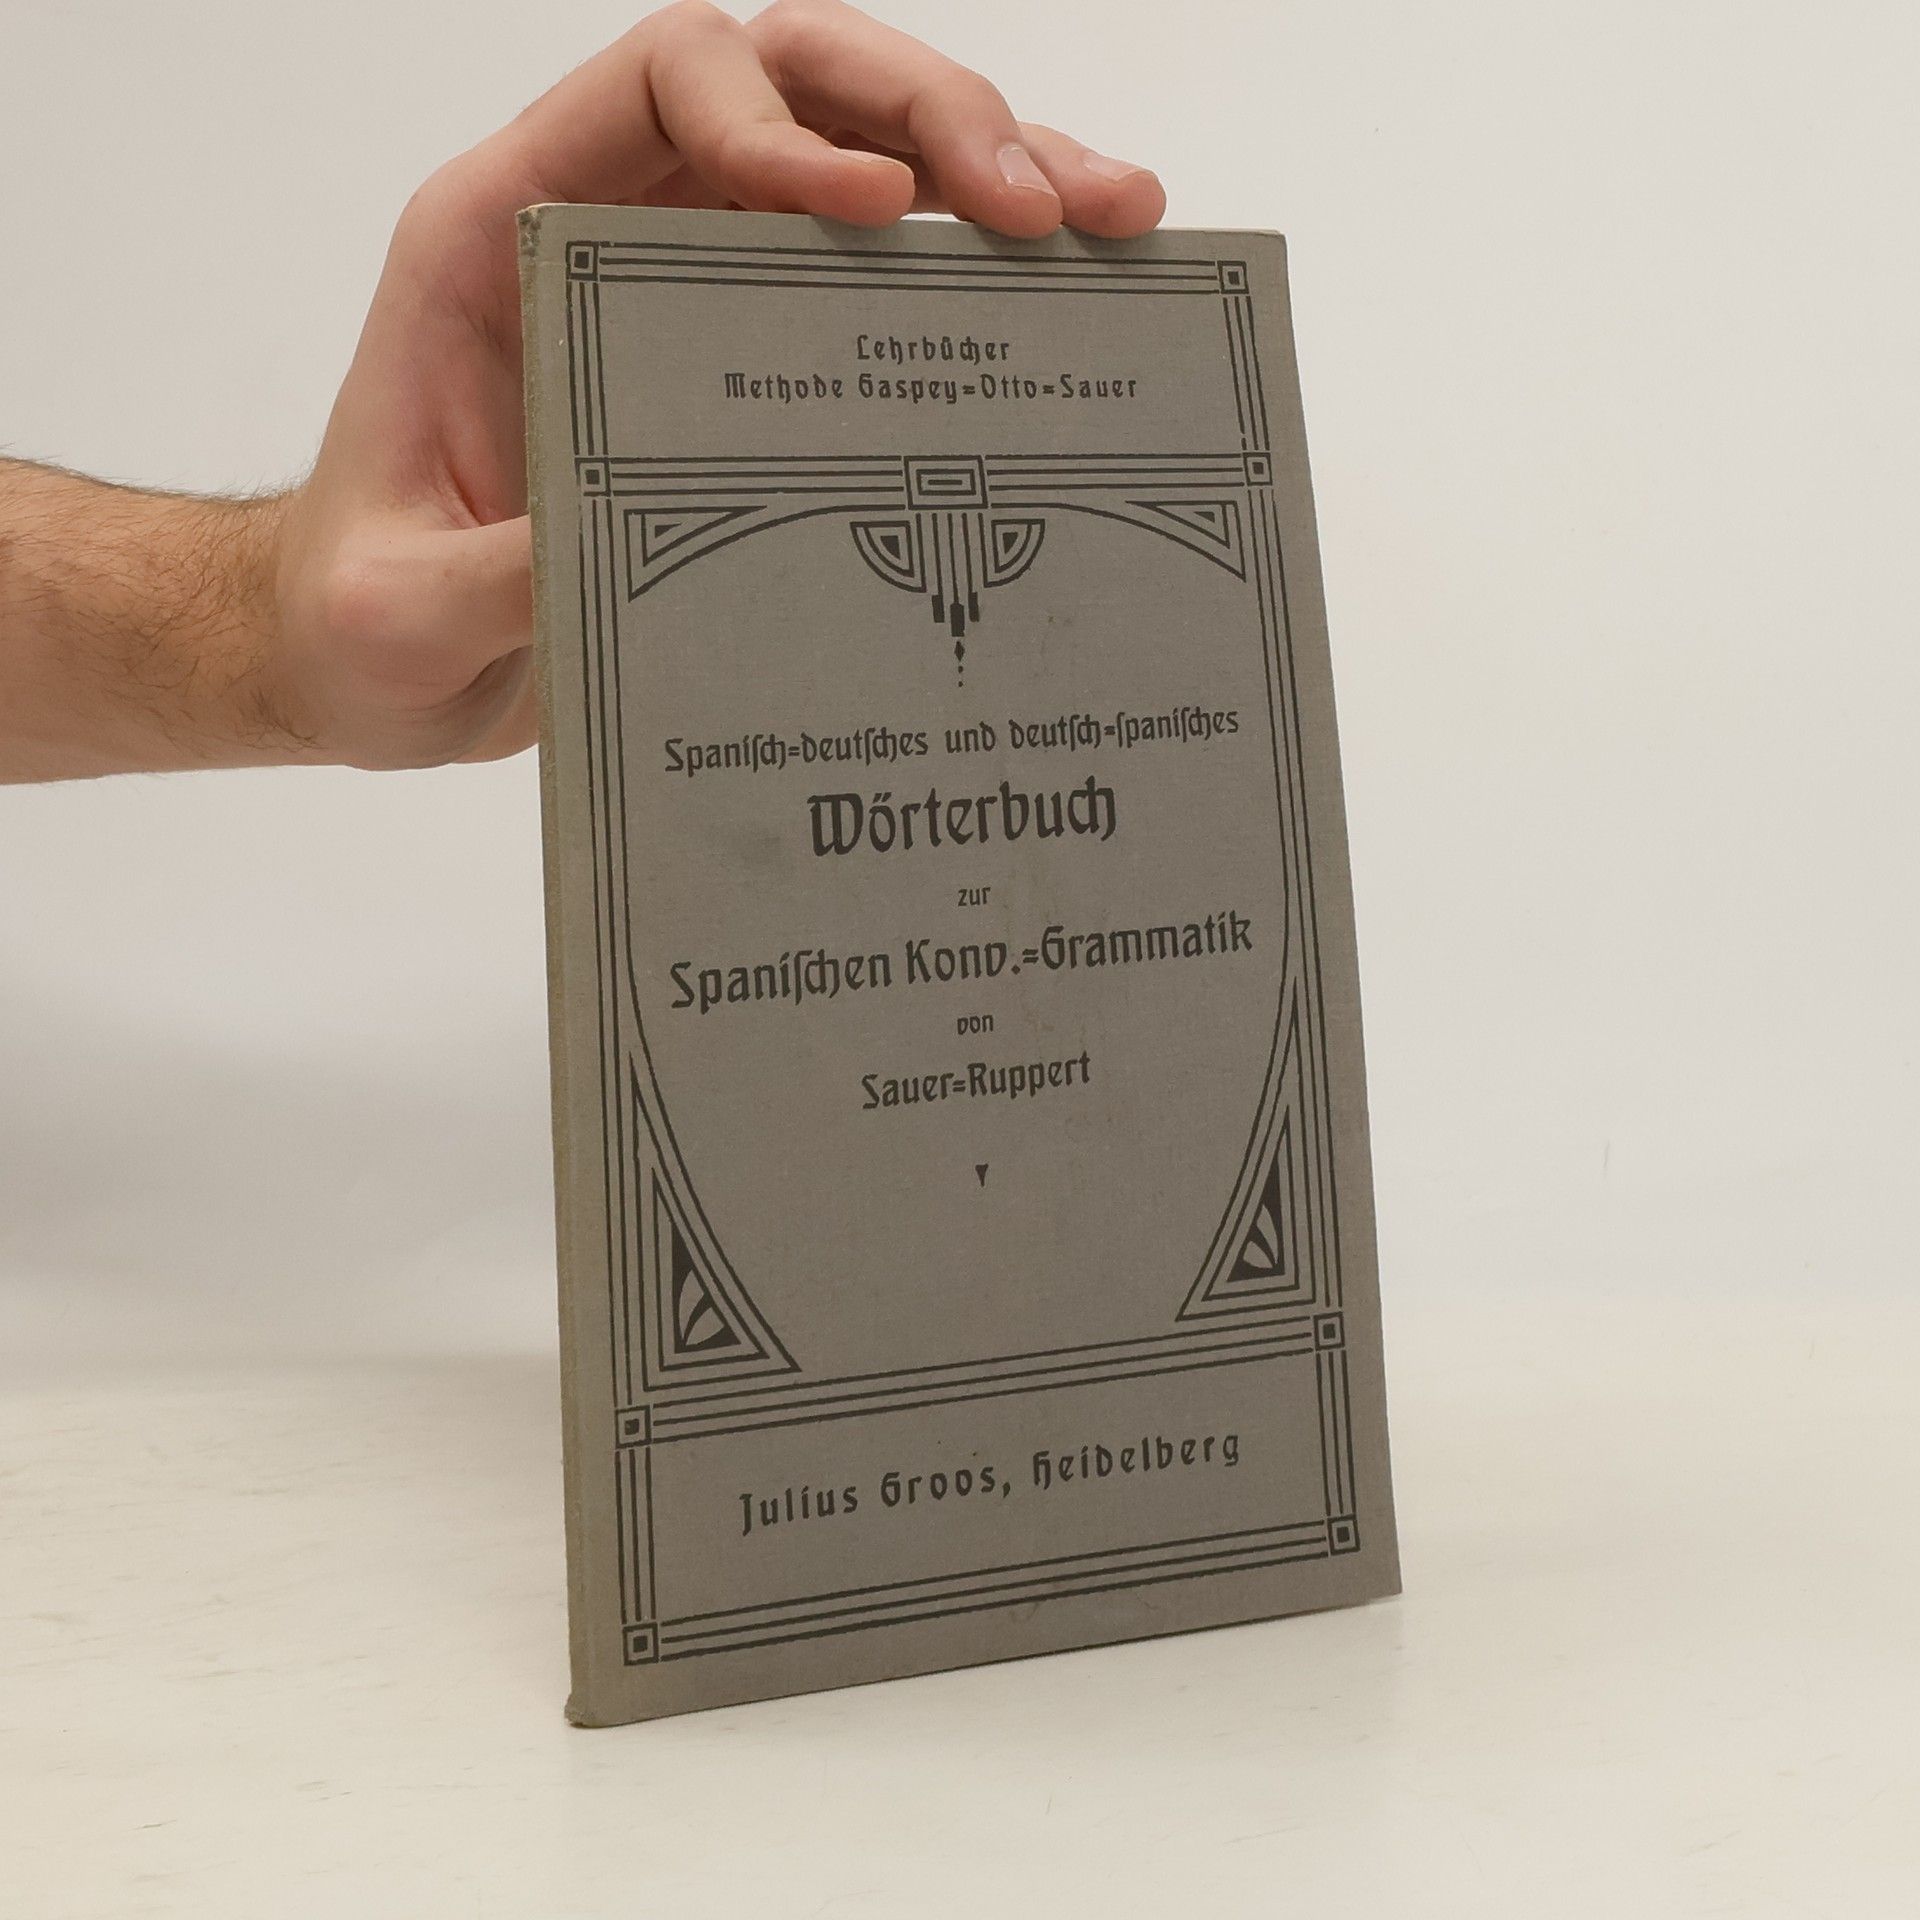 Lehrbücher
Methode Gaspey=Otto=Sauer
Spaniſch=deutſches und deutſch=ſpaniſches
Wörterbuch
zur
Spaniſchen Konv.=Grammatik
von
Sauer=Ruppert
Julius Groos, Heidelberg